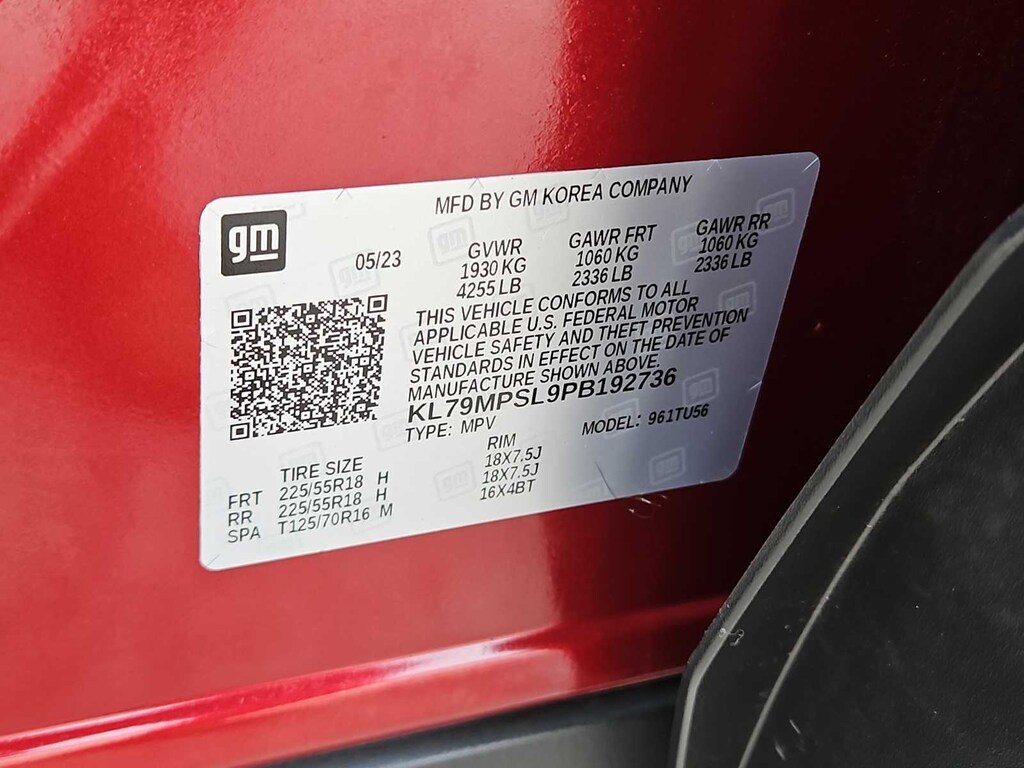 MFD BY GM KOREA COMPANY
gm
05/23
GVWR GAWR FRT GAWR RR
1930 KG 1060 KG 1060 KG
4255 LB 2336 LB 2336 LB
THIS VEHICLE CONFORMS TO ALL
APPLICABLE U.S. FEDERAL MOTOR
VEHICLE SAFETY AND THEFT PREVENTION
STANDARDS IN EFFECT ON THE DATE OF
MANUFACTURE SHOWN ABOVE.
KL79MPSL9PB192736
TYPE: MPV MODEL: 961TU56
TIRE SIZE RIM
FRT 225/55R18 H 18X7.5J
RR 225/55R18 H 18X7.5J
SPA T125/70R16 M 16X4BT